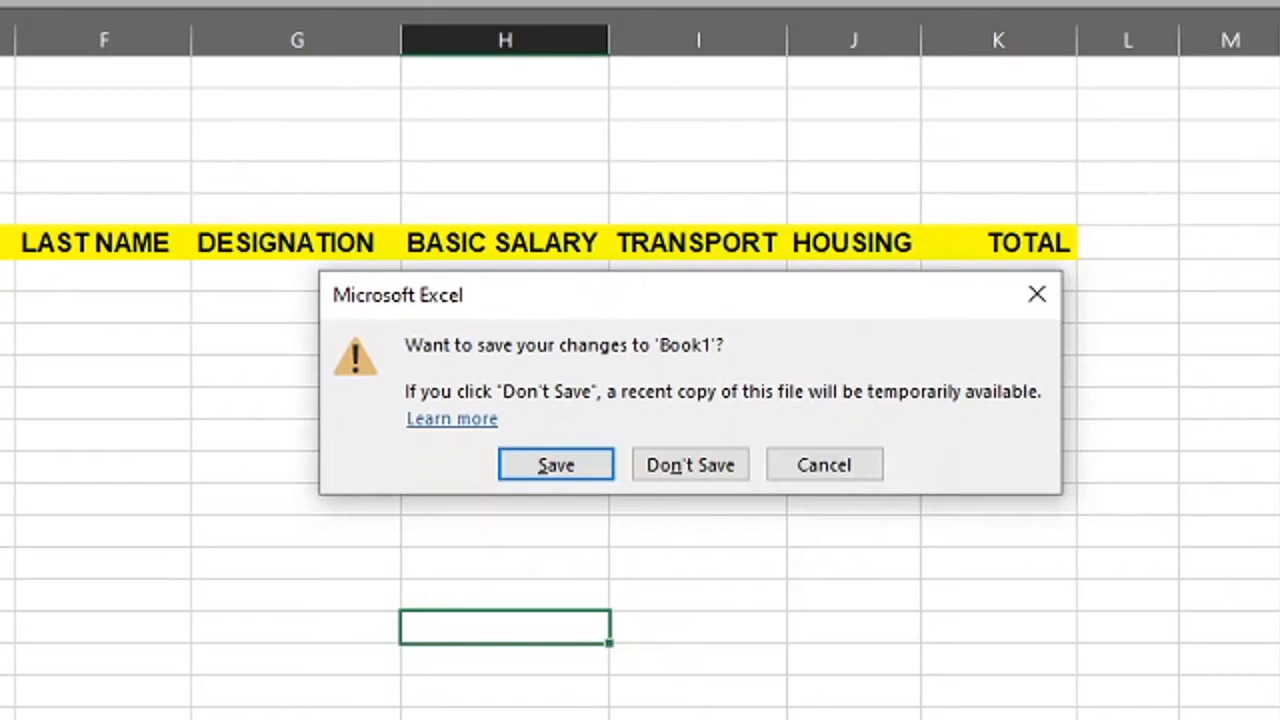 F G H I J K L M
LAST NAME DESIGNATION BASIC SALARY TRANSPORT HOUSING TOTAL
Microsoft Excel
Want to save your changes to 'Book1'?
If you click "Don't Save", a recent copy of this file will be temporarily available.
Learn more
Save Don't Save Cancel